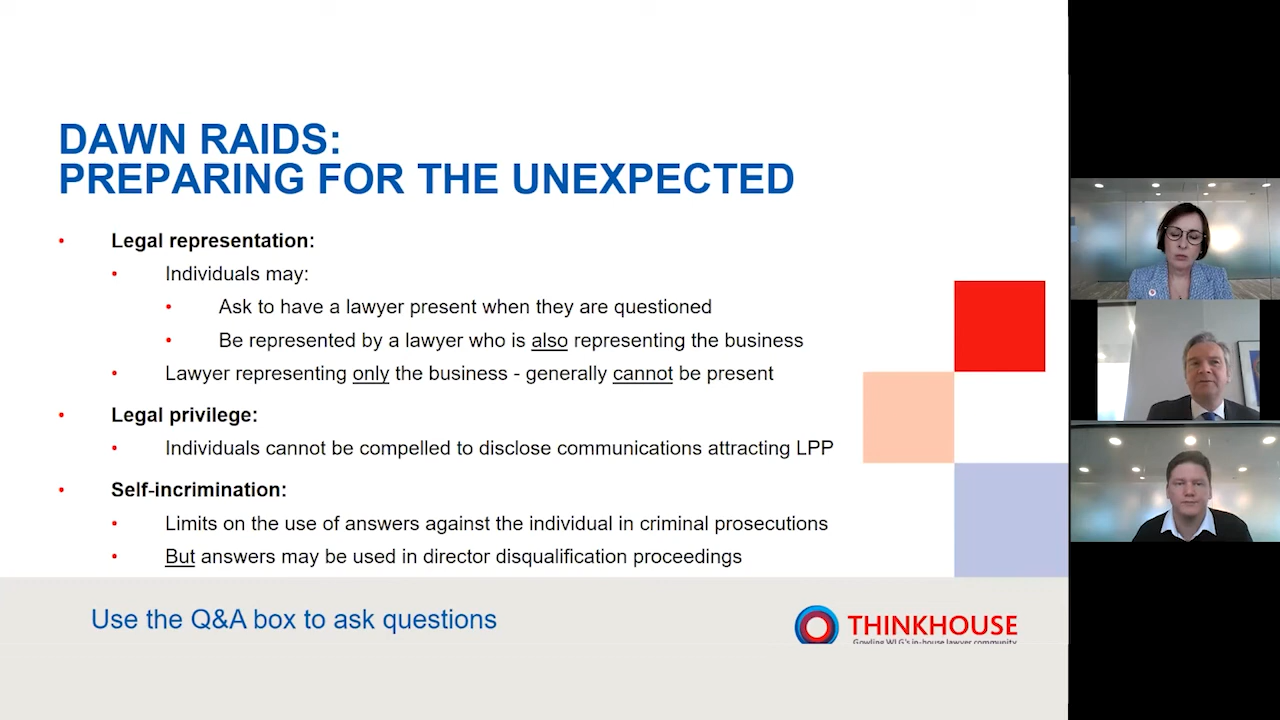 DAWN RAIDS:
PREPARING FOR THE UNEXPECTED
• Legal representation:
• Individuals may:
• Ask to have a lawyer present when they are questioned
• Be represented by a lawyer who is also representing the business
• Lawyer representing only the business - generally cannot be present
• Legal privilege:
• Individuals cannot be compelled to disclose communications attracting LPP
• Self-incrimination:
• Limits on the use of answers against the individual in criminal prosecutions
• But answers may be used in director disqualification proceedings
Use the Q&A box to ask questions
THINKHOUSE
Gowling WLG's in-house lawyer community